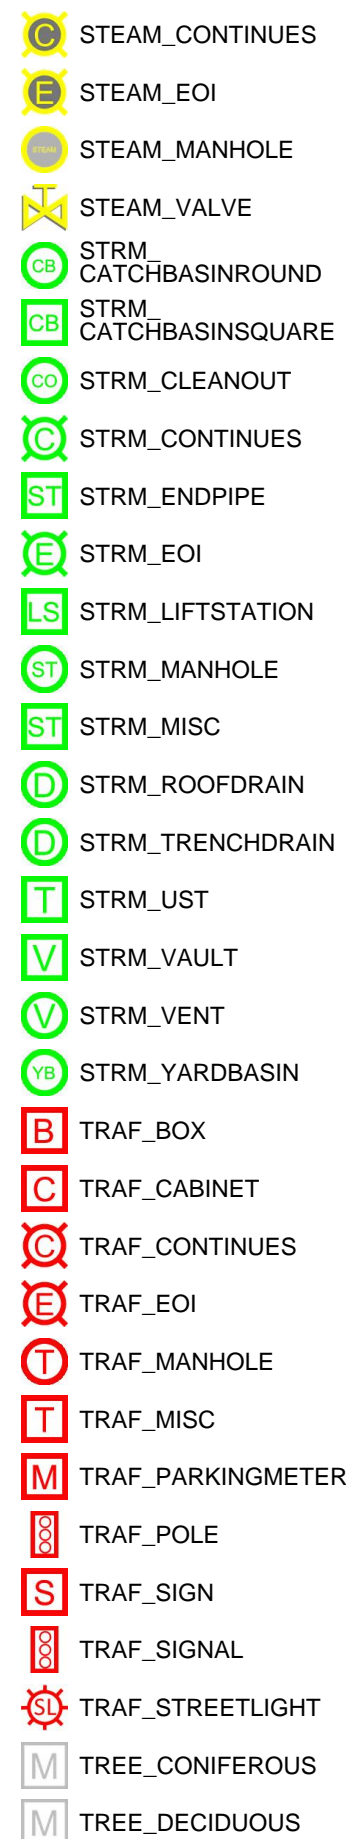 C STEAM_CONTINUES
E STEAM_EOI
STEAM STEAM_MANHOLE
STEAM_VALVE
CB STRM_
CATCHBASINROUND
CB STRM_
CATCHBASINSQUARE
CO STRM_CLEANOUT
C STRM_CONTINUES
ST STRM_ENDPIPE
E STRM_EOI
LS STRM_LIFTSTATION
ST STRM_MANHOLE
ST STRM_MISC
D STRM_ROOFDRAIN
D STRM_TRENCHDRAIN
T STRM_UST
V STRM_VAULT
V STRM_VENT
YB STRM_YARDBASIN
B TRAF_BOX
C TRAF_CABINET
C TRAF_CONTINUES
E TRAF_EOI
T TRAF_MANHOLE
T TRAF_MISC
M TRAF_PARKINGMETER
TRAF_POLE
S TRAF_SIGN
TRAF_SIGNAL
SL TRAF_STREETLIGHT
M TREE_CONIFEROUS
M TREE_DECIDUOUS